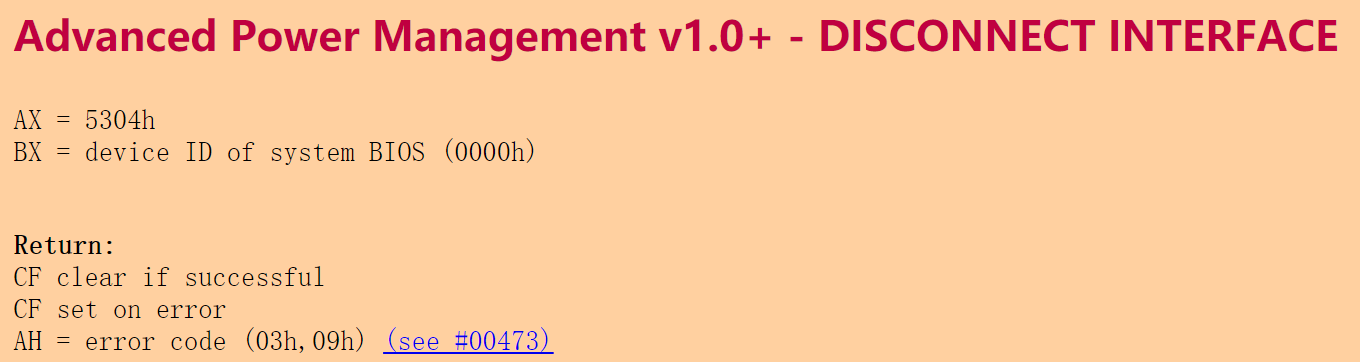 Advanced Power Management v1.0+ - DISCONNECT INTERFACE
AX = 5304h
BX = device ID of system BIOS (0000h)
Return:
CF clear if successful
CF set on error
AH = error code (03h,09h) (see #00473)